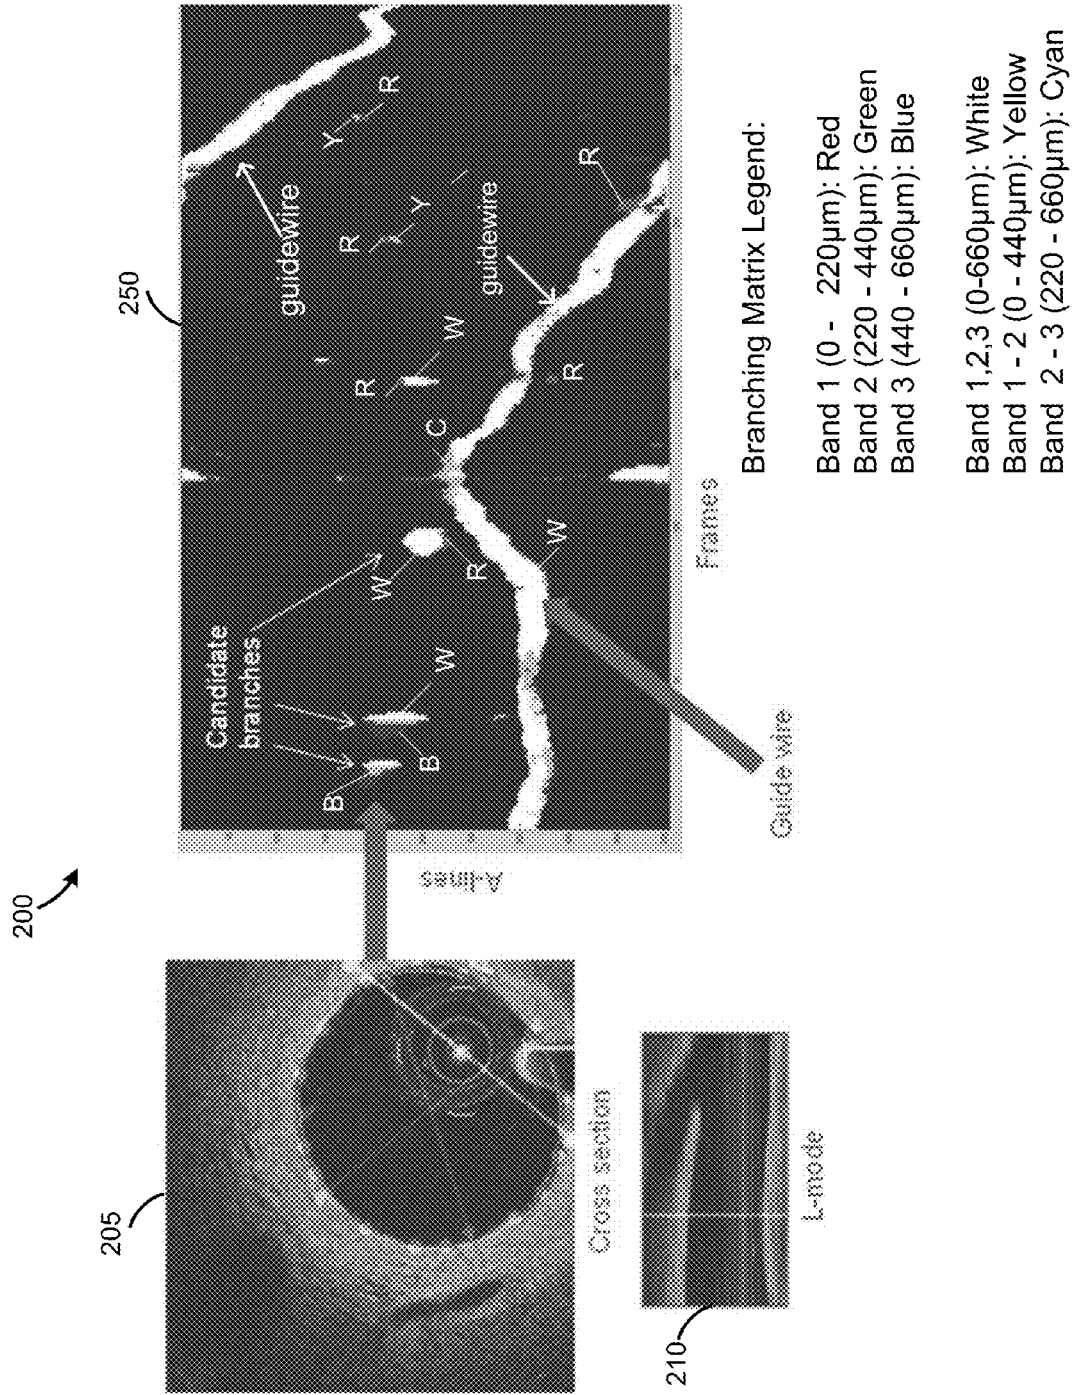 200
205
Cross section
210
L-mode
250
A-lines
Frames
Candidate
branches
B
B
W
W
R
W
C
R
W
R
guidewire
R
Y
guidewire
Y
R
R
Guide wire
Branching Matrix Legend:
Band 1 (0 - 220µm): Red
Band 2 (220 - 440µm): Green
Band 3 (440 - 660µm): Blue
Band 1,2,3 (0-660µm): White
Band 1 - 2 (0 - 440µm): Yellow
Band 2 - 3 (220 - 660µm): Cyan